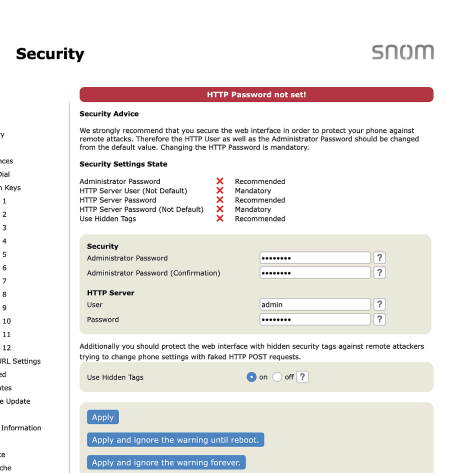 Security
snom
HTTP Password not set!
Security Advice
We strongly recommend that you secure the web interface in order to protect your phone against
remote attacks. Therefore the HTTP User as well as the Administrator Password should be changed
from the default value. Changing the HTTP Password is mandatory.
Security Settings State
Administrator Password Recommended
HTTP Server User (Not Default) Mandatory
HTTP Server Password Recommended
HTTP Server Password (Not Default) Mandatory
Use Hidden Tags Recommended
Security
Administrator Password •••••••• ?
Administrator Password (Confirmation) •••••••• ?
HTTP Server
User admin ?
Password •••••••• ?
Additionally you should protect the web interface with hidden security tags against remote attackers
trying to change phone settings with faked HTTP POST requests.
Use Hidden Tags on off ?
Apply
Apply and ignore the warning until reboot.
Apply and ignore the warning forever.
Keys
1
2
3
4
5
6
7
8
9
10
11
12
Settings
Update
Information